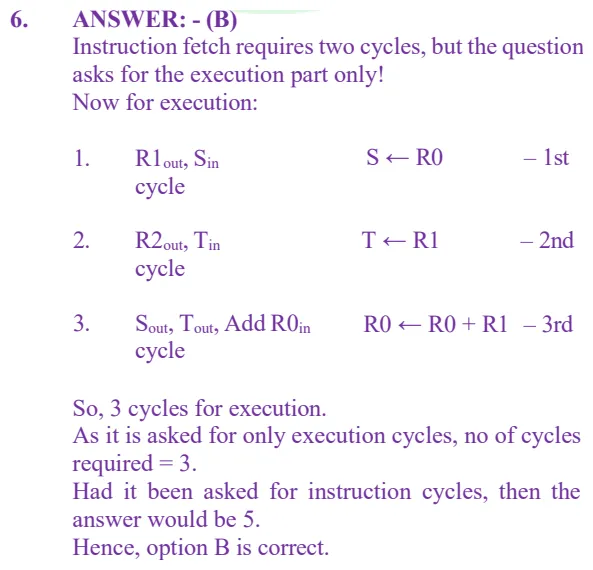 6. ANSWER: - (B)
Instruction fetch requires two cycles, but the question
asks for the execution part only!
Now for execution:
1. R1out, Sin S ← R0 – 1st
cycle
2. R2out, Tin T ← R1 – 2nd
cycle
3. Sout, Tout, Add R0in R0 ← R0 + R1 – 3rd
cycle
So, 3 cycles for execution.
As it is asked for only execution cycles, no of cycles
required = 3.
Had it been asked for instruction cycles, then the
answer would be 5.
Hence, option B is correct.